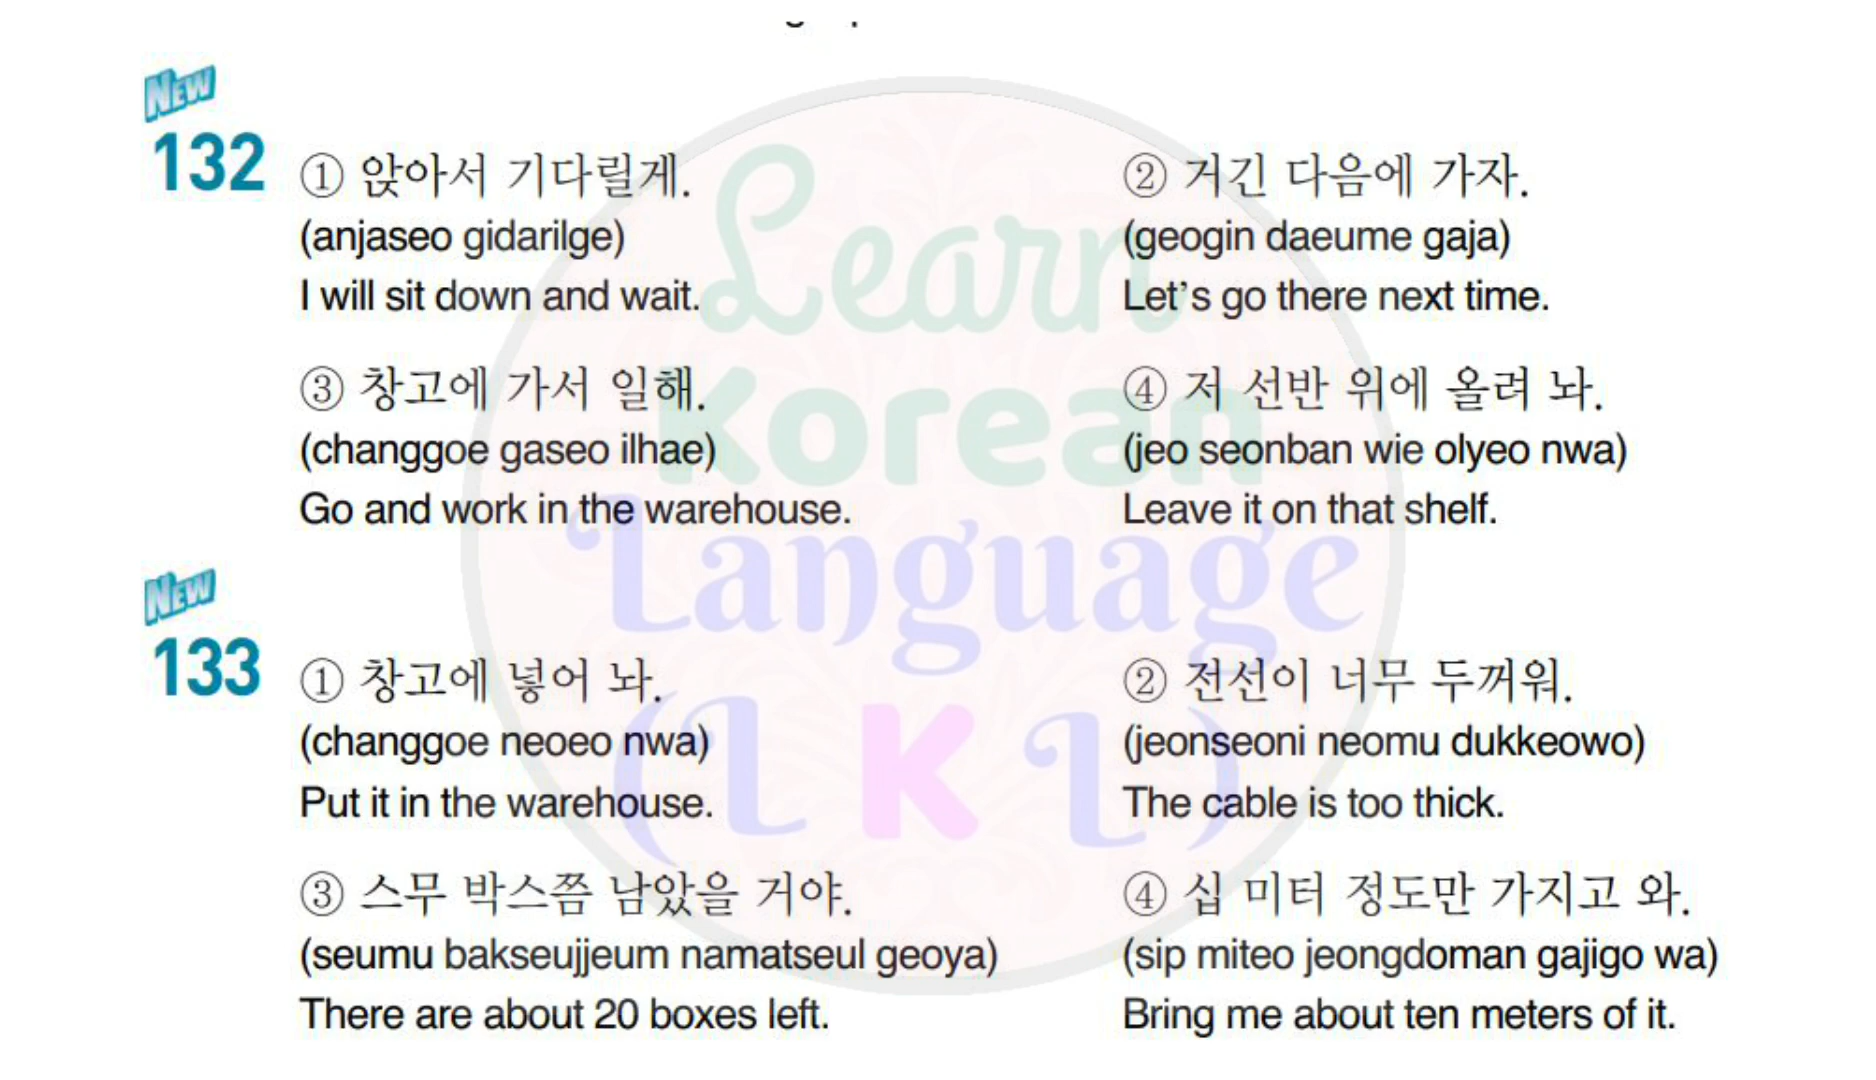 NEW
132
① 앉아서 기다릴게.
(anjaseo gidarilge)
I will sit down and wait.
② 거긴 다음에 가자.
(geogin daeume gaja)
Let's go there next time.
③ 창고에 가서 일해.
(changgoe gaseo ilhae)
Go and work in the warehouse.
④ 저 선반 위에 올려 놔.
(jeo seonban wie olyeo nwa)
Leave it on that shelf.
NEW
133
① 창고에 넣어 놔.
(changgoe neoeo nwa)
Put it in the warehouse.
② 전선이 너무 두꺼워.
(jeonseoni neomu dukkeowo)
The cable is too thick.
③ 스무 박스쯤 남았을 거야.
(seumu bakseujjeum namatseul geoya)
There are about 20 boxes left.
④ 십 미터 정도만 가지고 와.
(sip miteo jeongdoman gajigo wa)
Bring me about ten meters of it.
Learn
Korean
Language
(L K L)